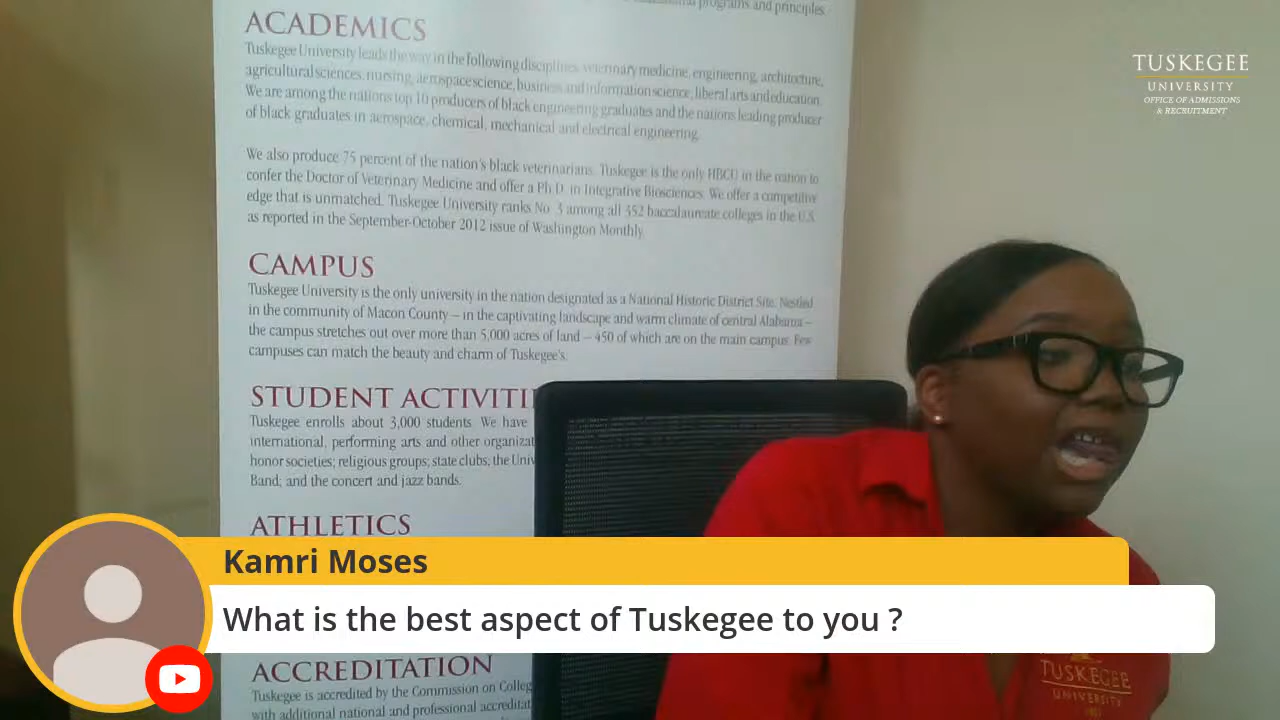 programs and principles.
ACADEMICS
Tuskegee University leads the way in the following disciplines: veterinary medicine, engineering, architecture,
agricultural sciences, nursing, aerospace science, business and information science, liberal arts and education.
We are among the nations top 10 producers of black engineering graduates and the nations leading producer
of black graduates in aerospace, chemical, mechanical and electrical engineering.
We also produce 75 percent of the nation's black veterinarians. Tuskegee is the only HBCU in the nation to
confer the Doctor of Veterinary Medicine and offer a Ph.D. in Integrative Biosciences. We offer a competitive
edge that is unmatched. Tuskegee University ranks No. 3 among all 352 baccalaureate colleges in the U.S.
as reported in the September-October 2012 issue of Washington Monthly.
CAMPUS
Tuskegee University is the only university in the nation designated as a National Historic District Site. Nestled
in the community of Macon County – in the captivating landscape and warm climate of central Alabama –
the campus stretches out over more than 5,000 acres of land – 450 of which are on the main campus. Few
campuses can match the beauty and charm of Tuskegee's.
STUDENT ACTIVITI
Tuskegee enrolls about 3,000 students. We have
international, performing arts and other organizat
honor societies; religious groups; state clubs; the Univ
Band; and the concert and jazz bands.
ATHLETICS
Kamri Moses
What is the best aspect of Tuskegee to you ?
ACCREDITATION
Tuskegee is accredited by the Commission on Colleg
with additional national and professional accreditat
TUSKEGEE
UNIVERSITY
OFFICE OF ADMISSIONS
& RECRUITMENT
TUSKEGEE
UNIVERSITY